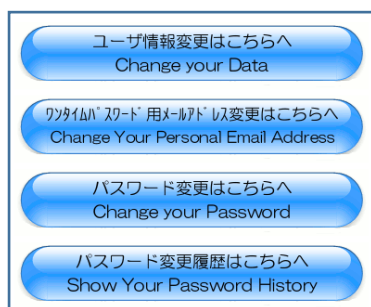 ユーザ情報変更はこちらへ
Change your Data
ﾜﾝﾀｲﾑﾊﾟｽﾜｰﾄﾞ用ﾒｰﾙｱﾄﾞﾚｽ変更はこちらへ
Change Your Personal Email Address
パスワード変更はこちらへ
Change your Password
パスワード変更履歴はこちらへ
Show Your Password History